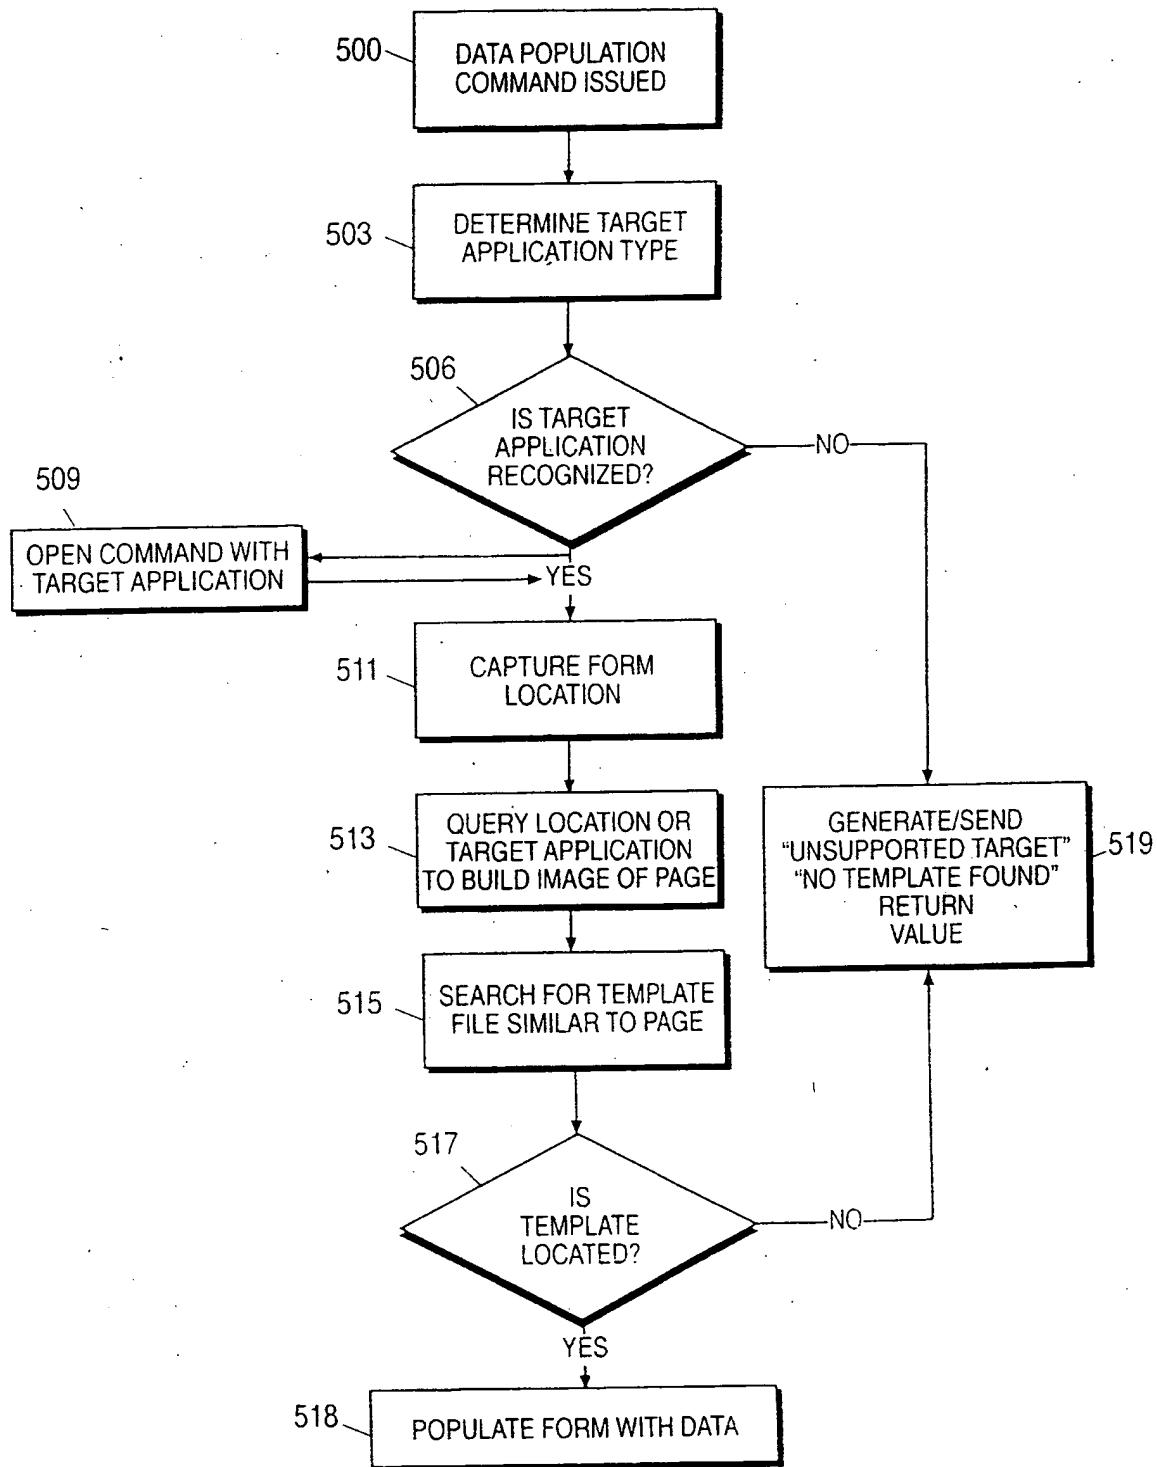 500
DATA POPULATION
COMMAND ISSUED
503
DETERMINE TARGET
APPLICATION TYPE
506
IS TARGET
APPLICATION
RECOGNIZED?
NO
509
OPEN COMMAND WITH
TARGET APPLICATION
YES
511
CAPTURE FORM
LOCATION
513
QUERY LOCATION OR
TARGET APPLICATION
TO BUILD IMAGE OF PAGE
GENERATE/SEND
"UNSUPPORTED TARGET"
"NO TEMPLATE FOUND"
RETURN
VALUE
519
515
SEARCH FOR TEMPLATE
FILE SIMILAR TO PAGE
517
IS
TEMPLATE
LOCATED?
NO
YES
518
POPULATE FORM WITH DATA